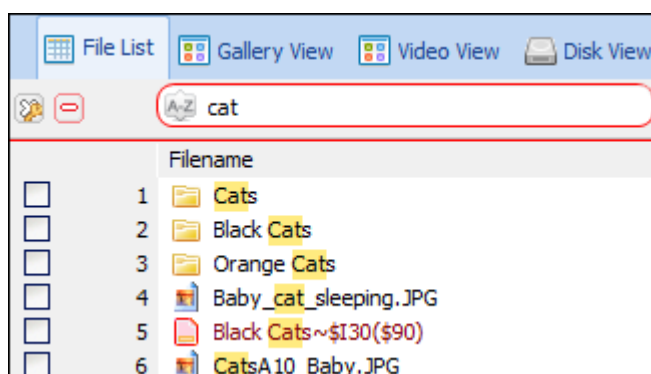 File List Gallery View Video View Disk View
A-Z cat
Filename
1 Cats
2 Black Cats
3 Orange Cats
4 Baby_cat_sleeping.JPG
5 Black Cats~$I30($90)
6 CatsA10_Baby.JPG